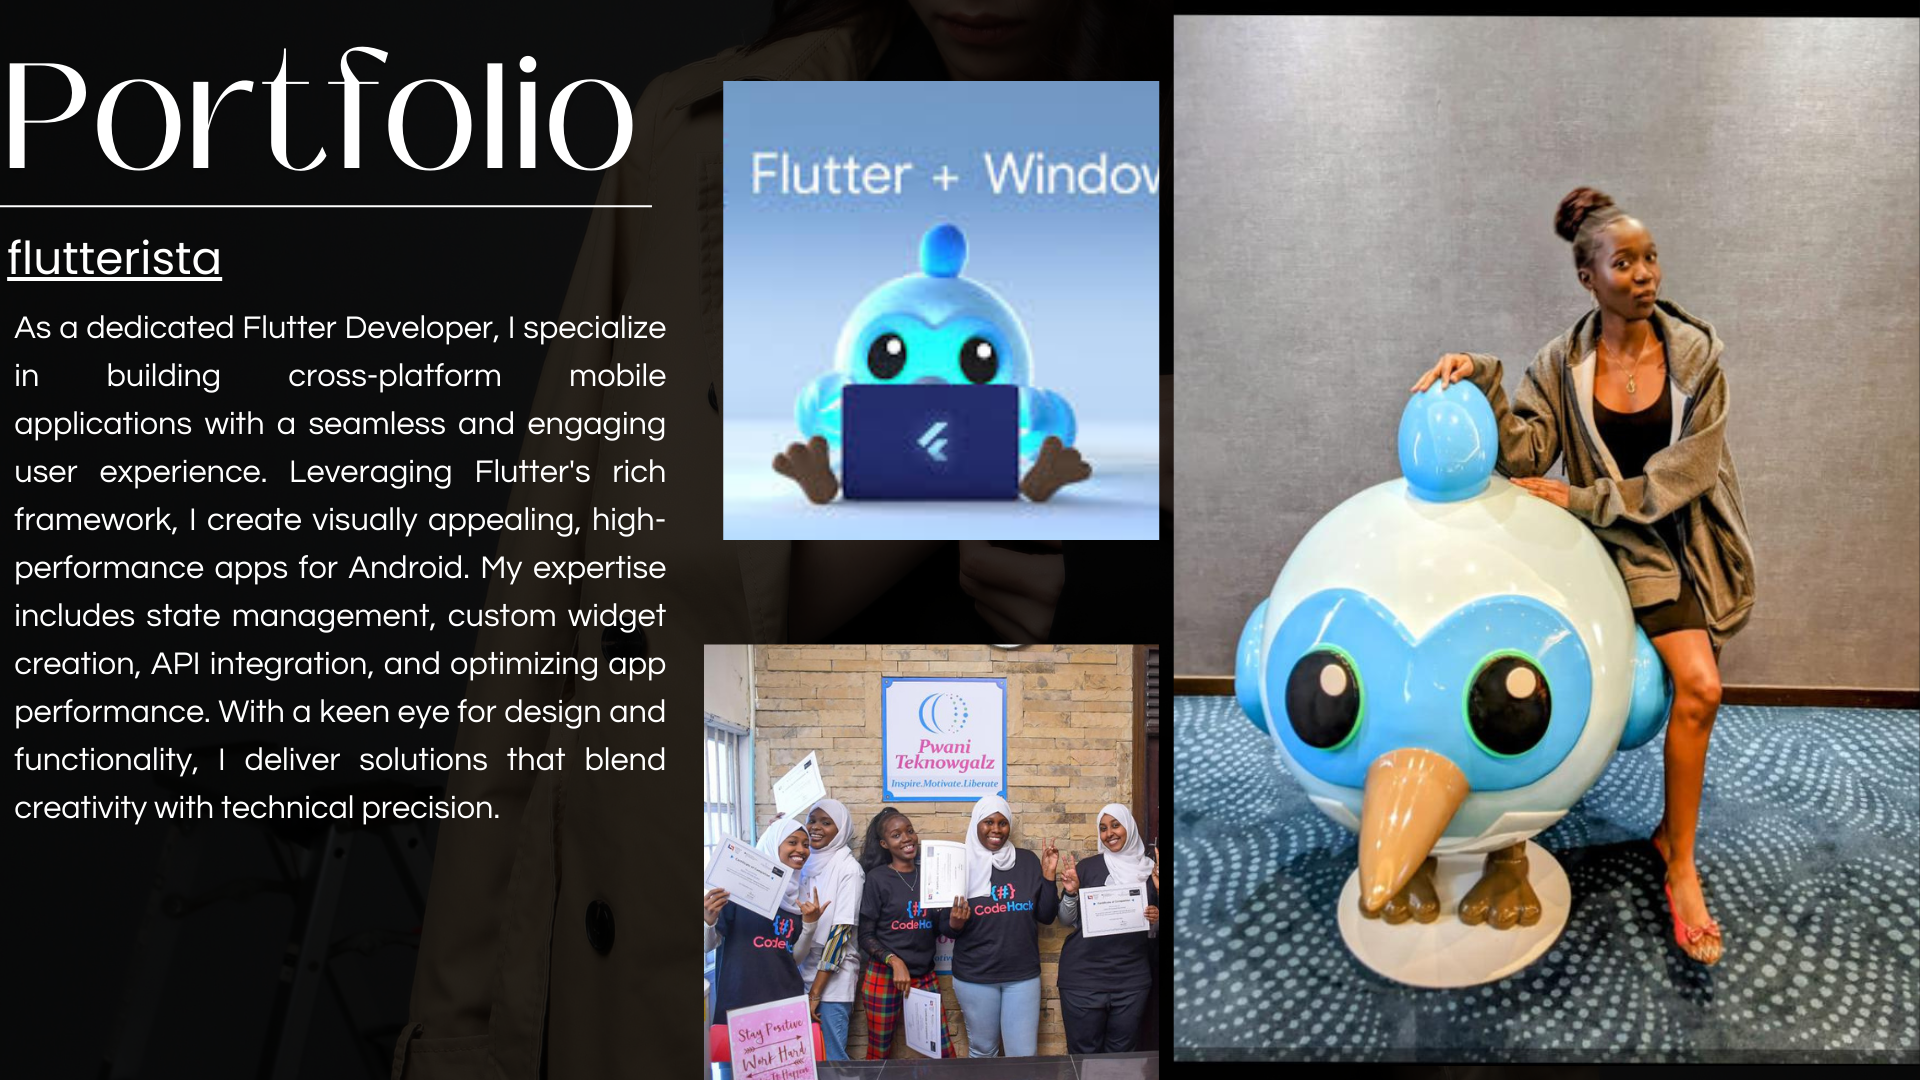 Portfolio
flutterista
As a dedicated Flutter Developer, I specialize
in building cross-platform mobile
applications with a seamless and engaging
user experience. Leveraging Flutter's rich
framework, I create visually appealing, high-
performance apps for Android. My expertise
includes state management, custom widget
creation, API integration, and optimizing app
performance. With a keen eye for design and
functionality, I deliver solutions that blend
creativity with technical precision.
Flutter + Window
Pwani
Teknowgalz
Inspire.Motivate.Liberate
{#}
CodeHack
{#}
CodeHa
{#}
CodeH
Stay Positive
Work Hard